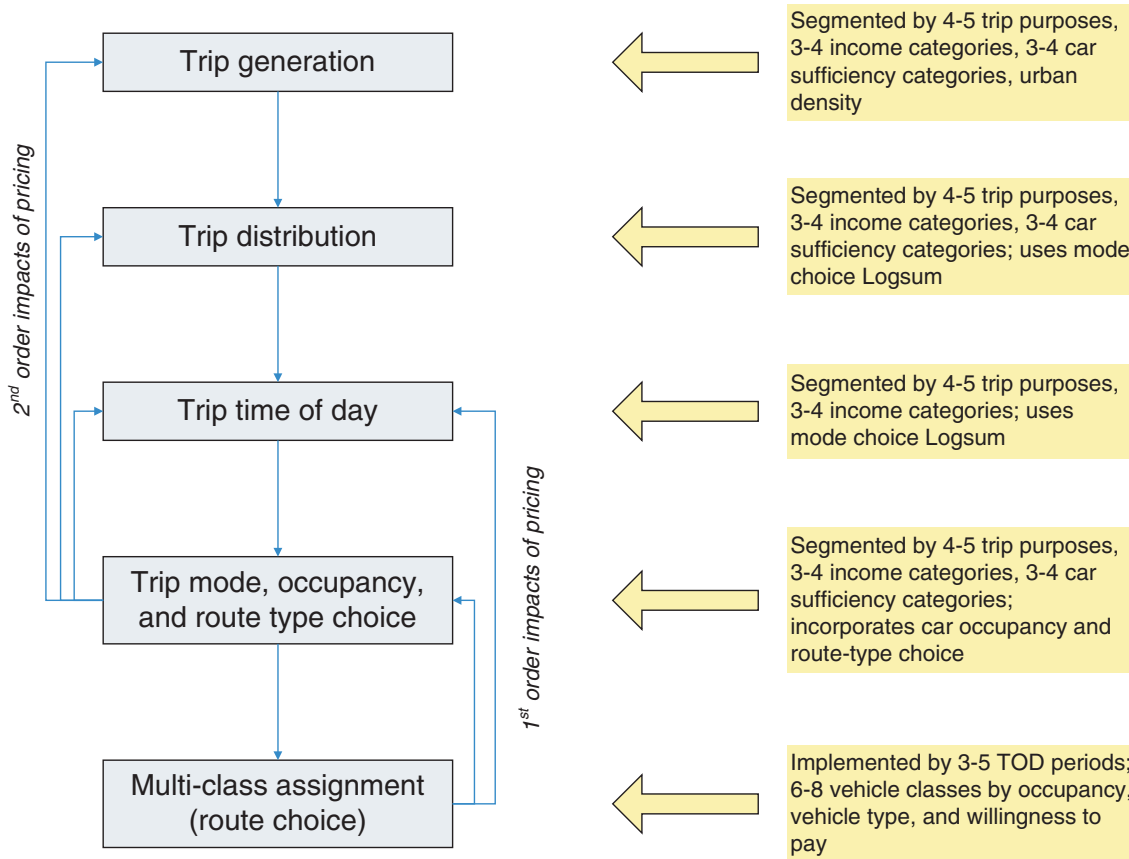 Trip generation
Segmented by 4-5 trip purposes,
3-4 income categories, 3-4 car
sufficiency categories, urban
density
2nd order impacts of pricing
Trip distribution
Segmented by 4-5 trip purposes,
3-4 income categories, 3-4 car
sufficiency categories; uses mode
choice Logsum
Trip time of day
Segmented by 4-5 trip purposes,
3-4 income categories; uses
mode choice Logsum
1st order impacts of pricing
Trip mode, occupancy,
and route type choice
Segmented by 4-5 trip purposes,
3-4 income categories, 3-4 car
sufficiency categories;
incorporates car occupancy and
route-type choice
Multi-class assignment
(route choice)
Implemented by 3-5 TOD periods;
6-8 vehicle classes by occupancy,
vehicle type, and willingness to
pay